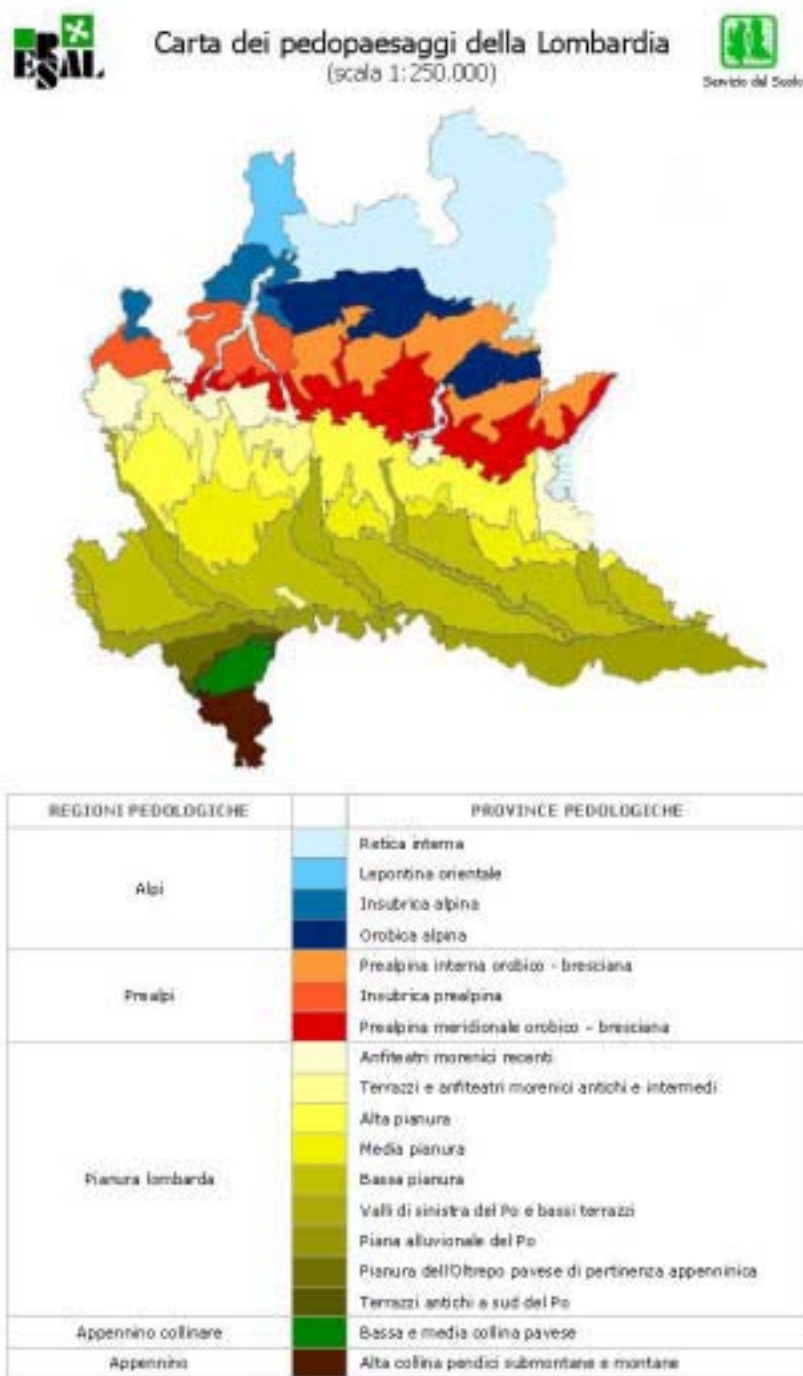 ERSAL
Carta dei pedopaesaggi della Lombardia
(scala 1:250.000)
Servizio del Suolo
REGIONI PEDOLOGICHE PROVINCE PEDOLOGICHE
Alpi
Retica interna
Lepontina orientale
Insubrica alpina
Orobica alpina
Prealpi
Prealpina interna orobico - bresciana
Insubrica prealpina
Prealpina meridionale orobico - bresciana
Pianura lombarda
Anfiteatri morenici recenti
Terrazzi e anfiteatri morenici antichi e intermedi
Alta pianura
Media pianura
Bassa pianura
Valli di sinistra del Po e bassi terrazzi
Piana alluvionale del Po
Pianura dell'Oltrepo pavese di pertinenza appenninica
Terrazzi antichi a sud del Po
Appennino collinare Bassa e media collina pavese
Appennino Alta collina pendici submontane e montane